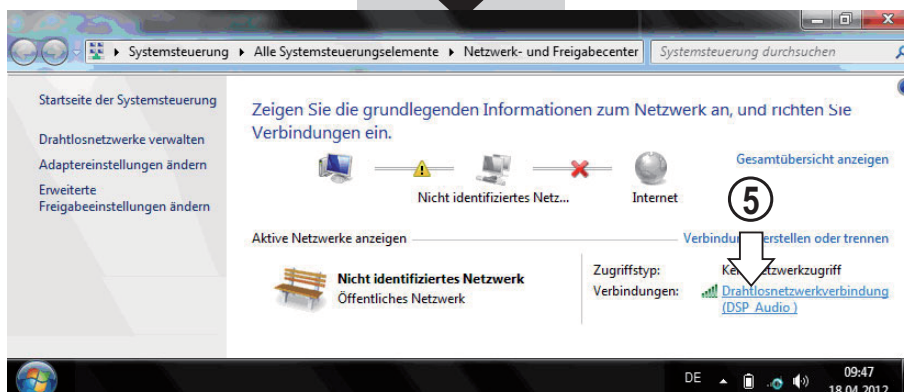 Systemsteuerung ▸ Alle Systemsteuerungselemente ▸ Netzwerk- und Freigabecenter
Systemsteuerung durchsuchen
Startseite der Systemsteuerung
Drahtlosnetzwerke verwalten
Adaptereinstellungen ändern
Erweiterte
Freigabeeinstellungen ändern
Zeigen Sie die grundlegenden Informationen zum Netzwerk an, und richten Sie
Verbindungen ein.
Nicht identifiziertes Netz...
Internet
Gesamtübersicht anzeigen
5
Aktive Netzwerke anzeigen
erstellen oder trennen
Nicht identifiziertes Netzwerk
Öffentliches Netzwerk
Zugriffstyp:
Verbindungen:
Drahtlosnetzwerkverbindung
(DSP Audio )
DE
09:47
18.04.2012